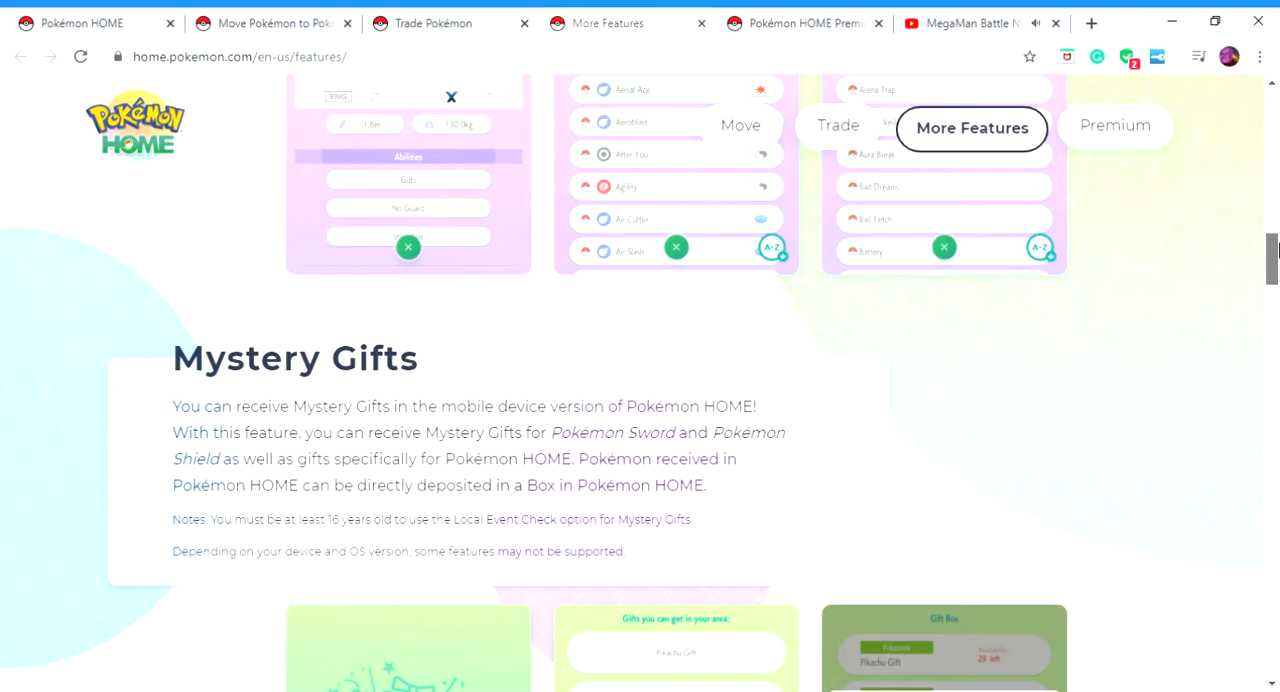 Pokémon HOME
Move Pokémon to Poké
Trade Pokémon
More Features
Pokémon HOME Prem
MegaMan Battle N
home.pokemon.com/en-us/features/
2
POKÉMON
HOME
Move
Trade
More Features
Premium
ENG
1.6m
130.0kg
Abilities
Guts
No Guard
Aerial Ace
Aeroblast
After You
Agility
Air Cutter
Air Slash
A-Z
Arena Trap
Veil
Aura Break
Bad Dreams
Ball Fetch
Battery
A-Z
Mystery Gifts
You can receive Mystery Gifts in the mobile device version of Pokémon HOME!
With this feature, you can receive Mystery Gifts for Pokémon Sword and Pokémon
Shield as well as gifts specifically for Pokémon HOME. Pokémon received in
Pokémon HOME can be directly deposited in a Box in Pokémon HOME.
Notes: You must be at least 16 years old to use the Local Event Check option for Mystery Gifts.
Depending on your device and OS version, some features may not be supported.
Gifts you can get in your area:
Pikachu Gift
Gift Box
Pokémon
Pikachu Gift
Availability:
29 left